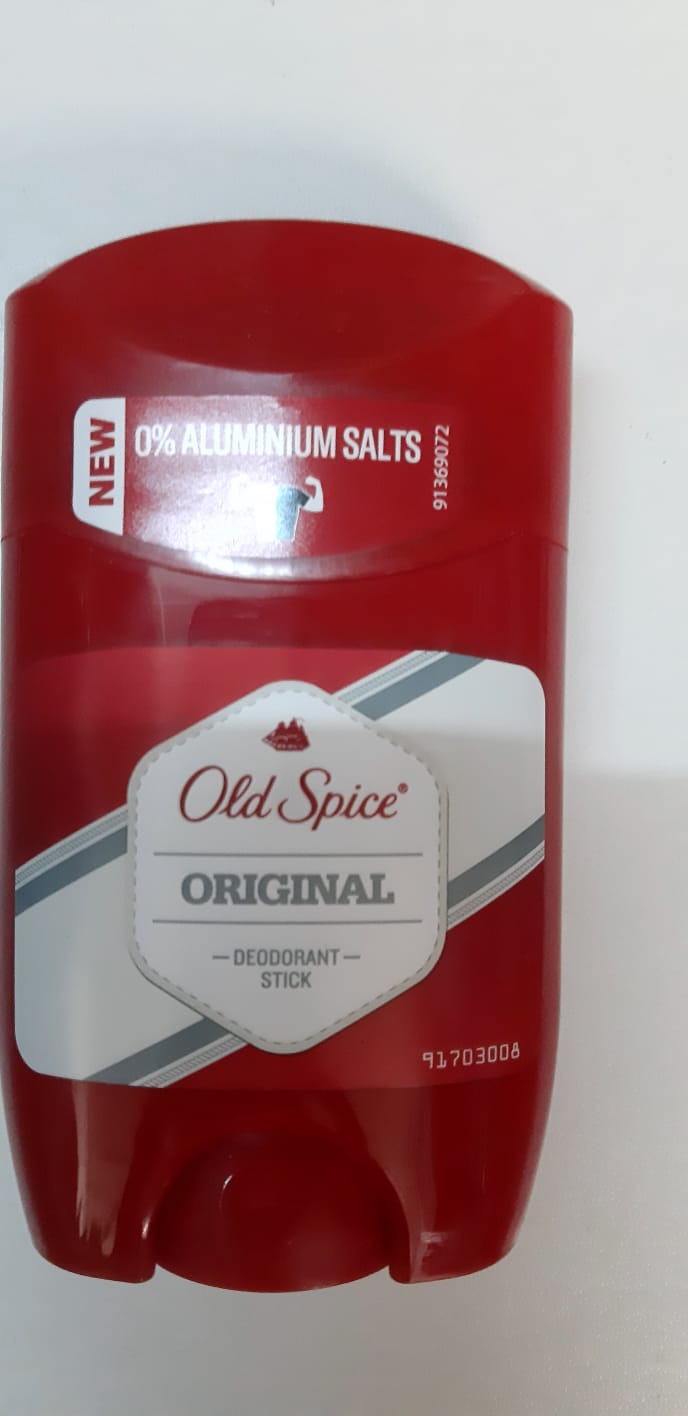 NEW
0% ALUMINIUM SALTS
91369072
Old Spice®
ORIGINAL
—DEODORANT—
STICK
91703008